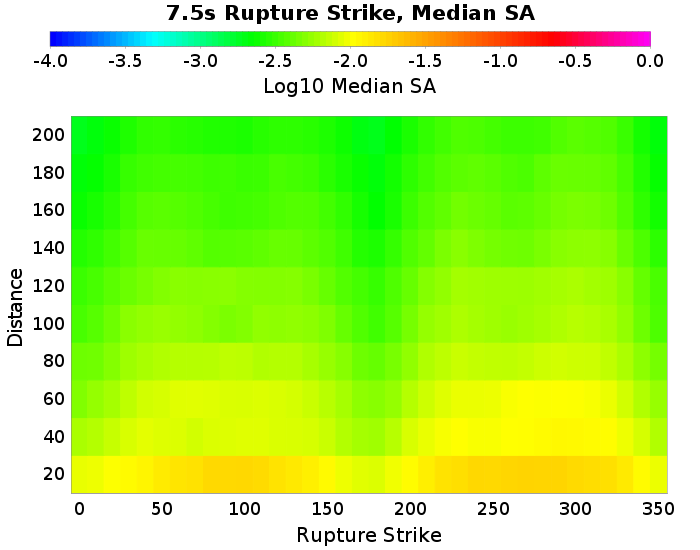 7.5s Rupture Strike, Median SA
-4.0 -3.5 -3.0 -2.5 -2.0 -1.5 -1.0 -0.5 0.0
Log10 Median SA
200
180
160
140
120
100
80
60
40
20
Distance
0 50 100 150 200 250 300 350
Rupture Strike